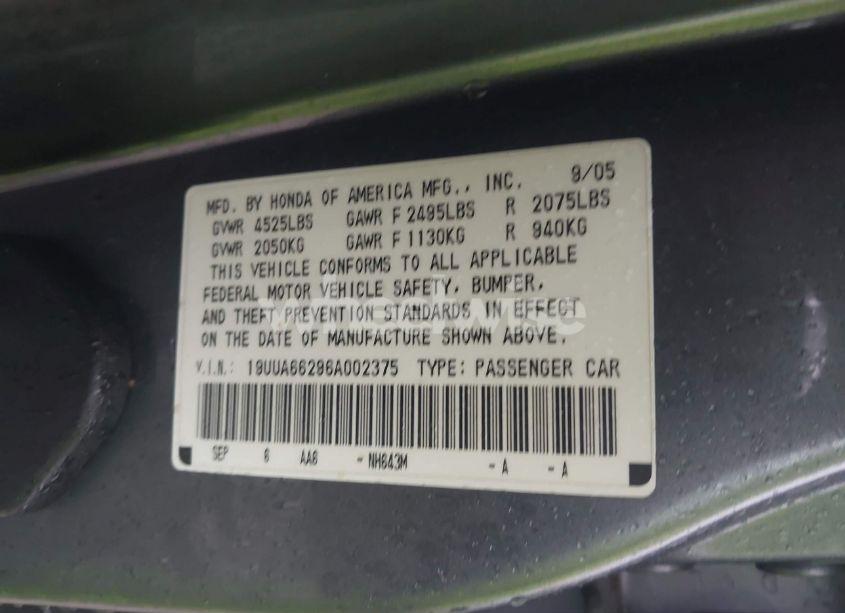 MFD. BY HONDA OF AMERICA MFG., INC. 9/05
GVWR 4525LBS GAWR F 2495LBS R 2075LBS
GVWR 2050KG GAWR F 1130KG R 940KG
THIS VEHICLE CONFORMS TO ALL APPLICABLE
FEDERAL MOTOR VEHICLE SAFETY, BUMPER,
AND THEFT PREVENTION STANDARDS IN EFFECT
ON THE DATE OF MANUFACTURE SHOWN ABOVE.
V.I.N.: 19UUA66296A002375 TYPE: PASSENGER CAR
SEP 6 AA6 - NH643M - A - A